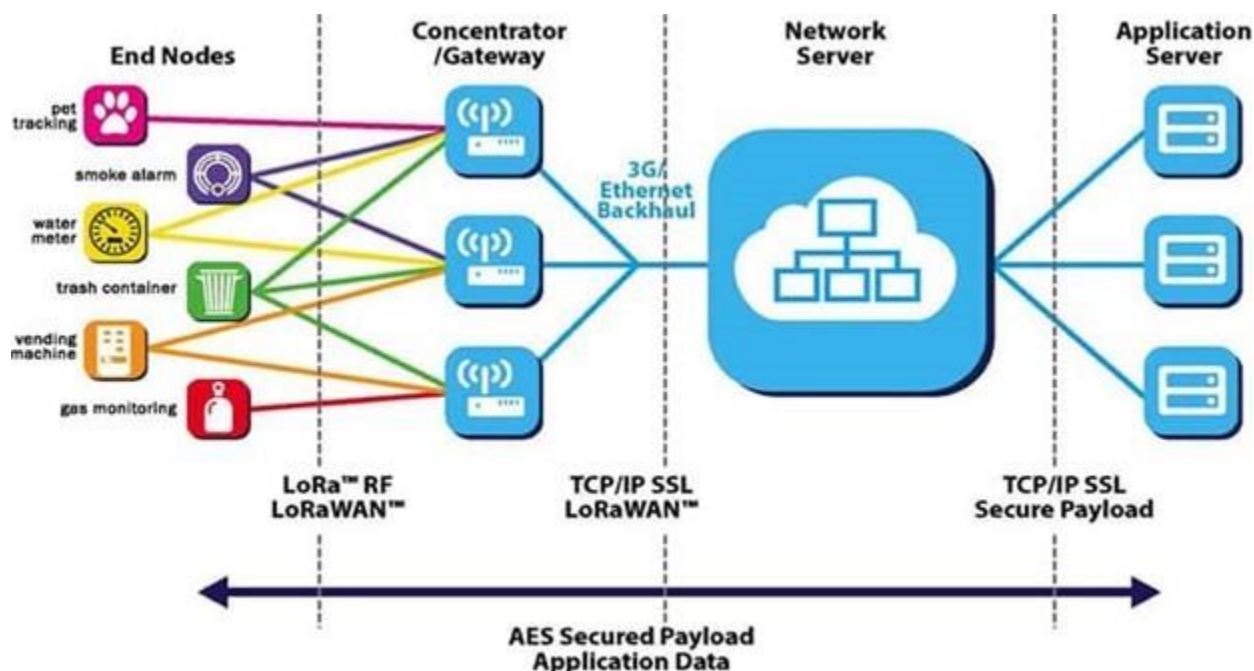 End Nodes
Concentrator
/Gateway
Network
Server
Application
Server
pet
tracking
smoke alarm
water
meter
trash container
vending
machine
gas monitoring
3G/
Ethernet
Backhaul
LoRa™ RF
LoRaWAN™
TCP/IP SSL
LoRaWAN™
TCP/IP SSL
Secure Payload
AES Secured Payload
Application Data